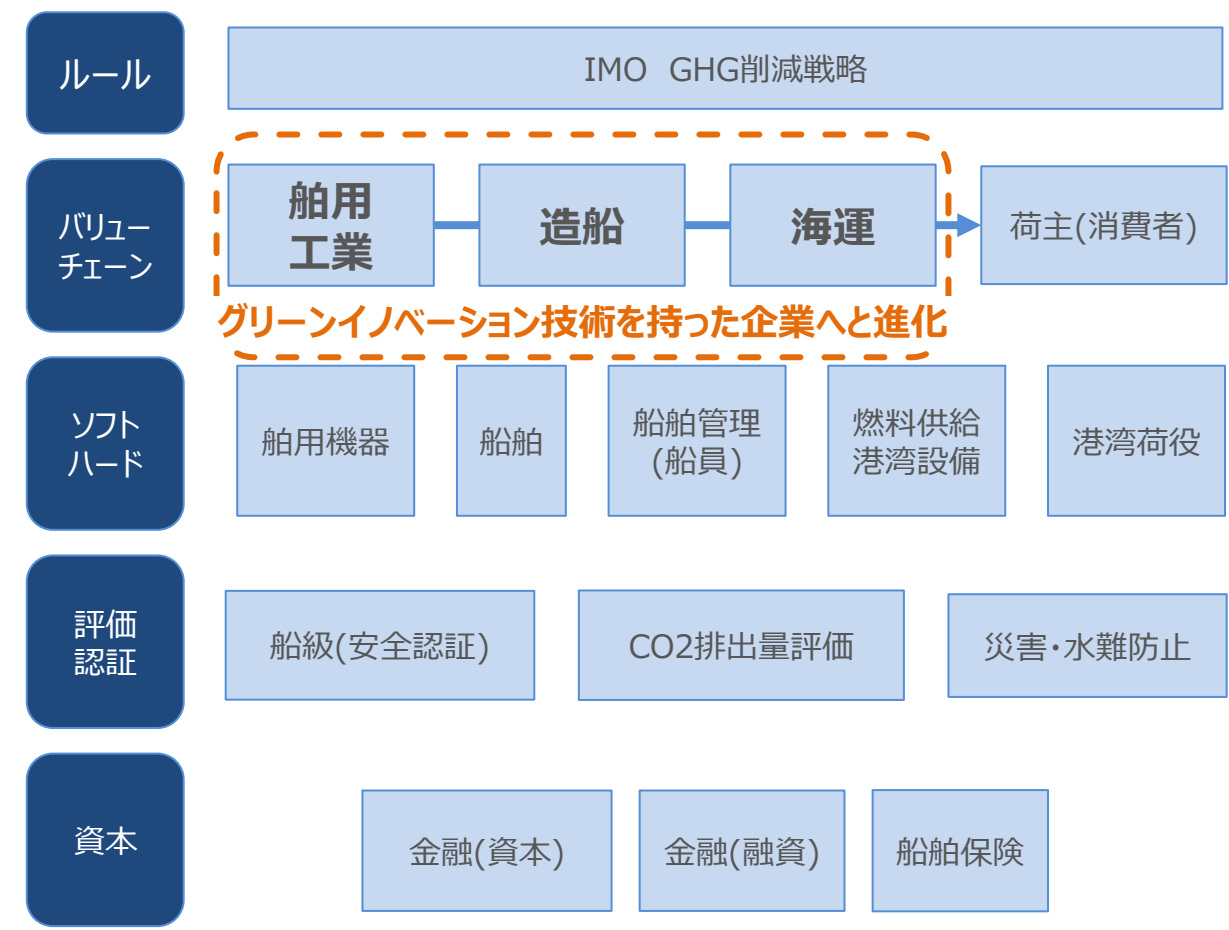 ルール
IMO　GHG削減戦略
バリュー
チェーン
舶用
工業
造船
海運
荷主(消費者)
グリーンイノベーション技術を持った企業へと進化
ソフト
ハード
舶用機器
船舶
船舶管理
(船員)
燃料供給
港湾設備
港湾荷役
評価
認証
船級(安全認証)
CO2排出量評価
災害・水難防止
資本
金融(資本)
金融(融資)
船舶保険